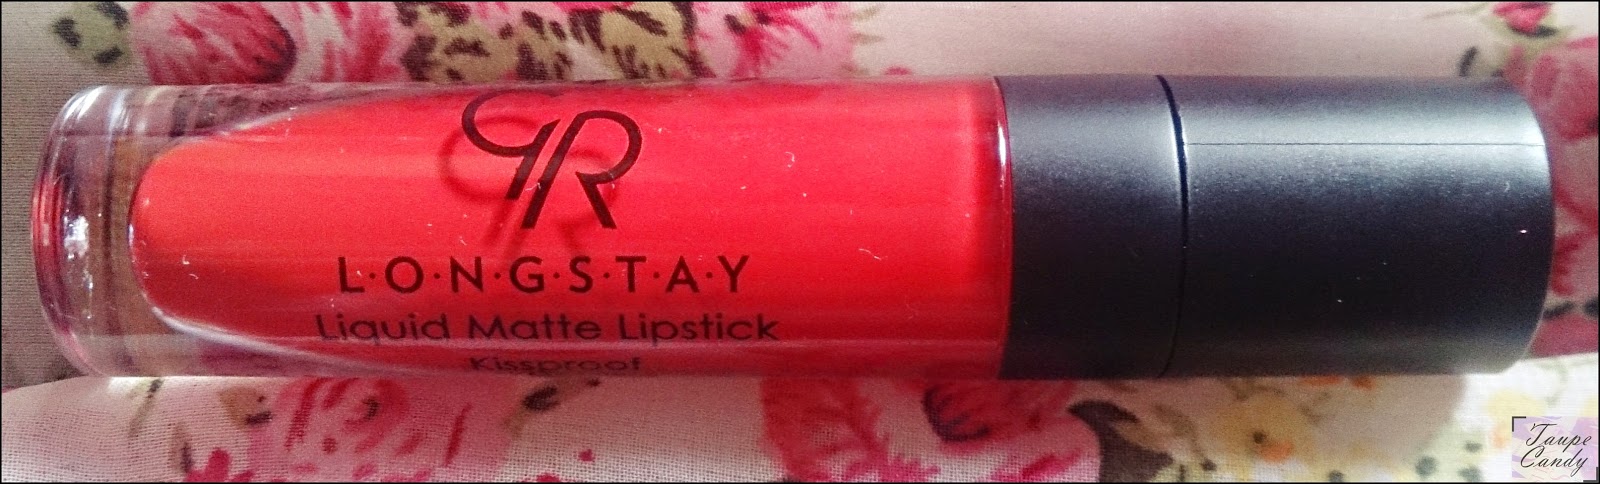 GR
L·O·N·G·S·T·A·Y
Liquid Matte Lipstick
Kissproof
Taupe
Candy